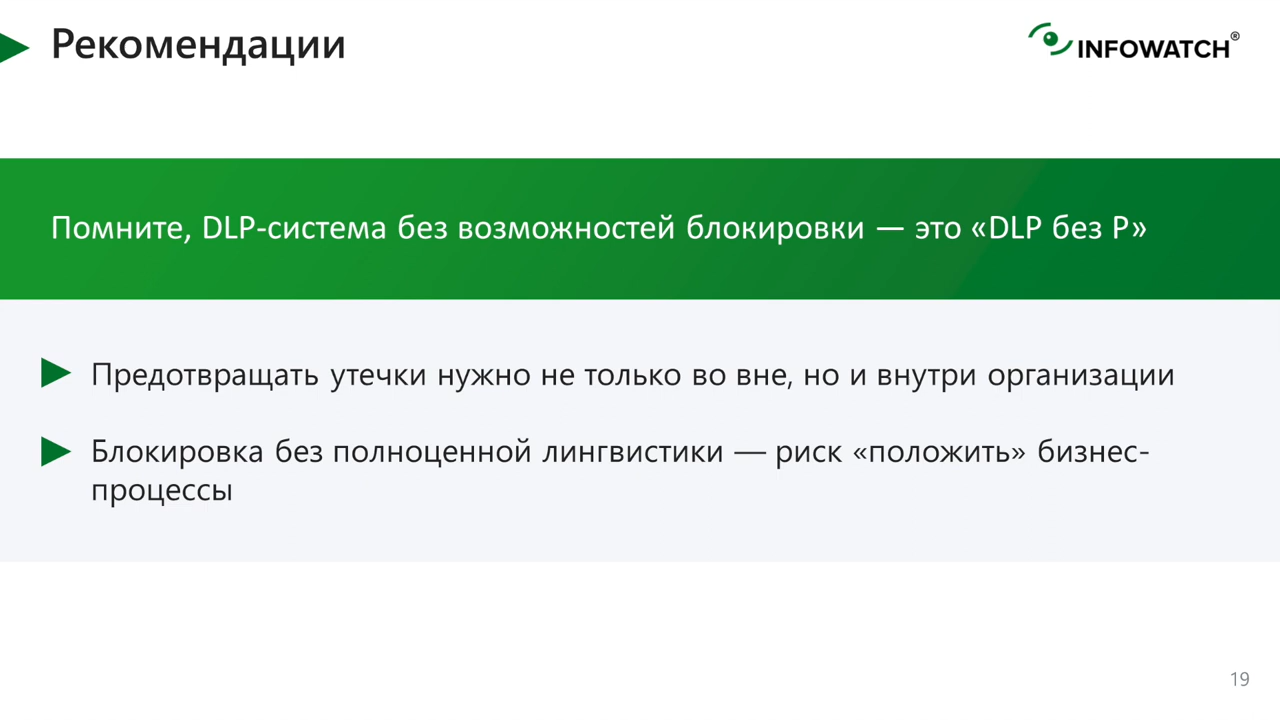 Рекомендации
INFOWATCH®
Помните, DLP-система без возможностей блокировки — это «DLP без P»
Предотвращать утечки нужно не только во вне, но и внутри организации
Блокировка без полноценной лингвистики — риск «положить» бизнес-
процессы
19